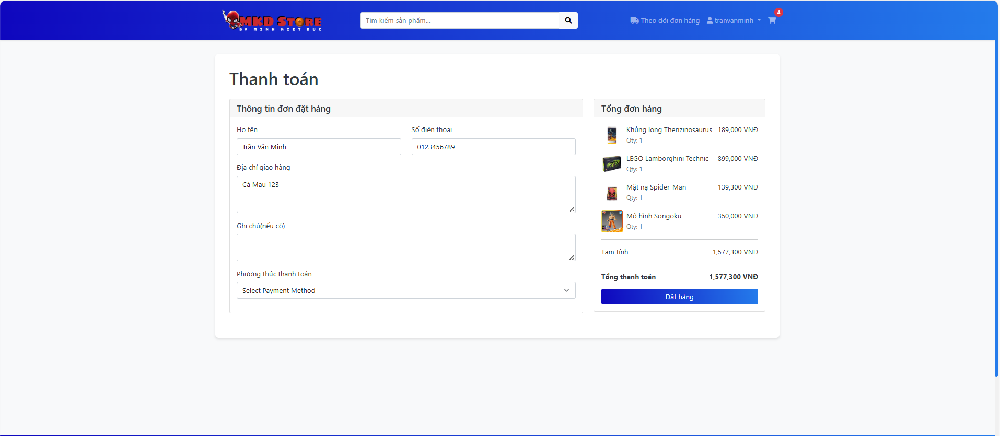 MKD STORE
BY MINH KIET DUC
Tìm kiếm sản phẩm...
Theo dõi đơn hàng
tranvanminh
4
Thanh toán
Thông tin đơn đặt hàng
Họ tên
Số điện thoại
Trần Văn Minh
0123456789
Địa chỉ giao hàng
Cà Mau 123
Ghi chú(nếu có)
Phương thức thanh toán
Select Payment Method
Tổng đơn hàng
Khủng long Therizinosaurus 189,000 VNĐ
Qty: 1
LEGO Lamborghini Technic 899,000 VNĐ
Qty: 1
Mặt nạ Spider-Man 139,300 VNĐ
Qty: 1
Mô hình Songoku 350,000 VNĐ
Qty: 1
Tạm tính 1,577,300 VNĐ
Tổng thanh toán 1,577,300 VNĐ
Đặt hàng